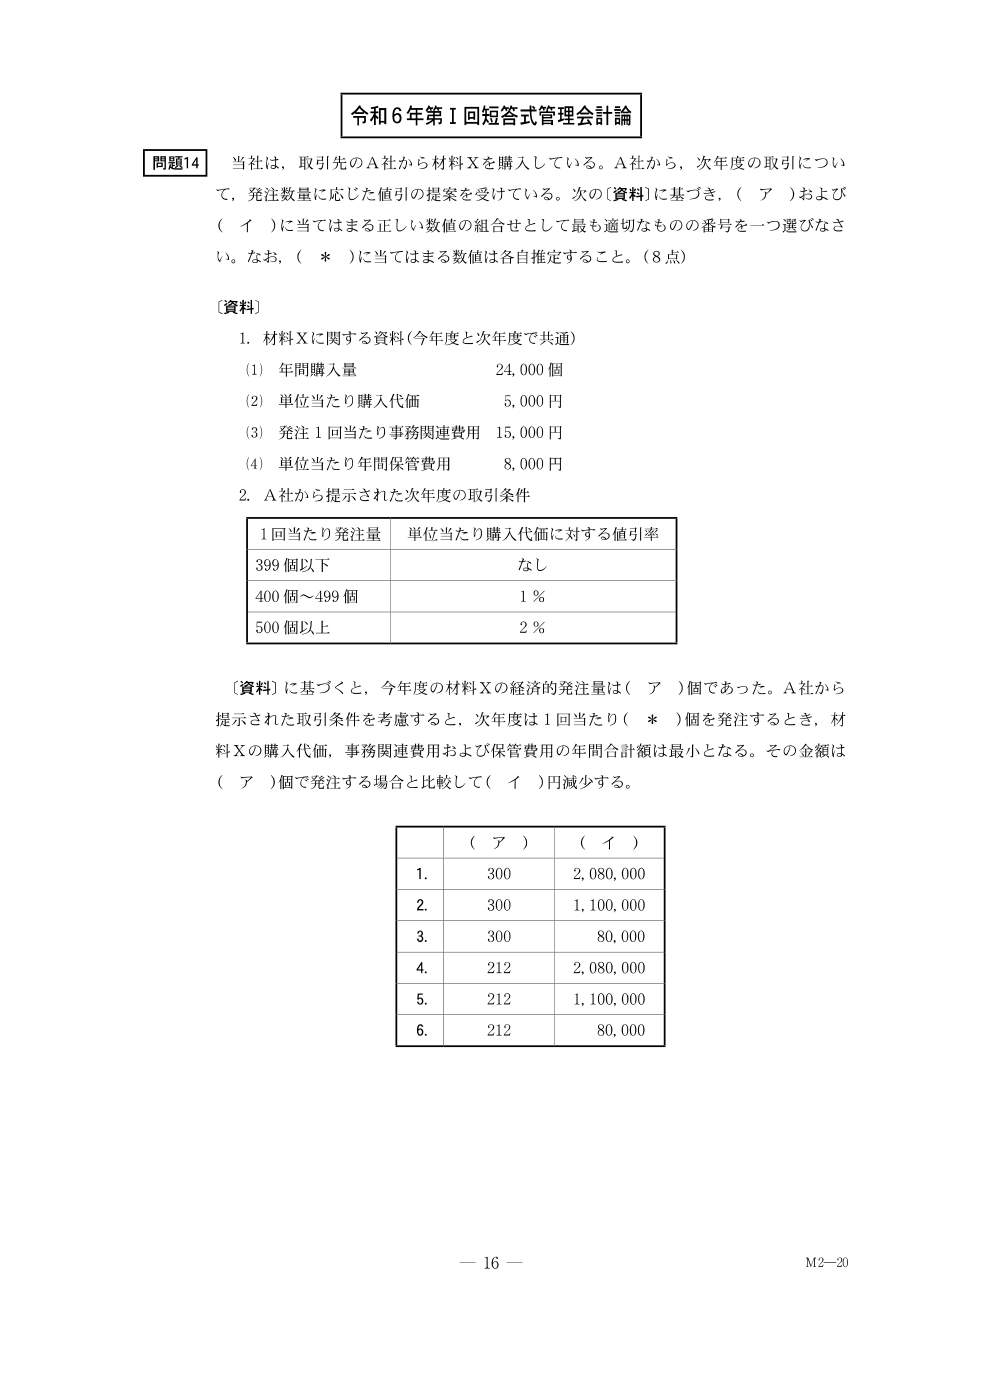 令和6年第Ⅰ回短答式管理会計論
問題14　当社は，取引先のA社から材料Xを購入している。A社から，次年度の取引につい
て，発注数量に応じた値引の提案を受けている。次の〔資料〕に基づき，(　ア　)および
(　イ　)に当てはまる正しい数値の組合せとして最も適切なものの番号を一つ選びなさ
い。なお，(　＊　)に当てはまる数値は各自推定すること。(8点)
〔資料〕
1. 材料Xに関する資料(今年度と次年度で共通)
⑴　年間購入量　24,000個
⑵　単位当たり購入代価　5,000円
⑶　発注1回当たり事務関連費用　15,000円
⑷　単位当たり年間保管費用　8,000円
2. A社から提示された次年度の取引条件
1回当たり発注量　単位当たり購入代価に対する値引率
399個以下　なし
400個～499個　1％
500個以上　2％
〔資料〕に基づくと，今年度の材料Xの経済的発注量は(　ア　)個であった。A社から
提示された取引条件を考慮すると，次年度は1回当たり(　＊　)個を発注するとき，材
料Xの購入代価，事務関連費用および保管費用の年間合計額は最小となる。その金額は
(　ア　)個で発注する場合と比較して(　イ　)円減少する。
(　ア　)　(　イ　)
1.　300　2,080,000
2.　300　1,100,000
3.　300　80,000
4.　212　2,080,000
5.　212　1,100,000
6.　212　80,000
― 16 ―　M2―20